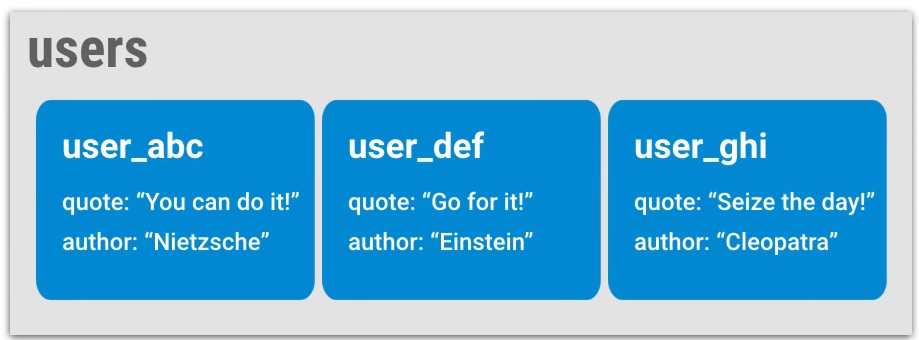 users
user_abc
quote: “You can do it!”
author: “Nietzsche”
user_def
quote: “Go for it!”
author: “Einstein”
user_ghi
quote: “Seize the day!”
author: “Cleopatra”